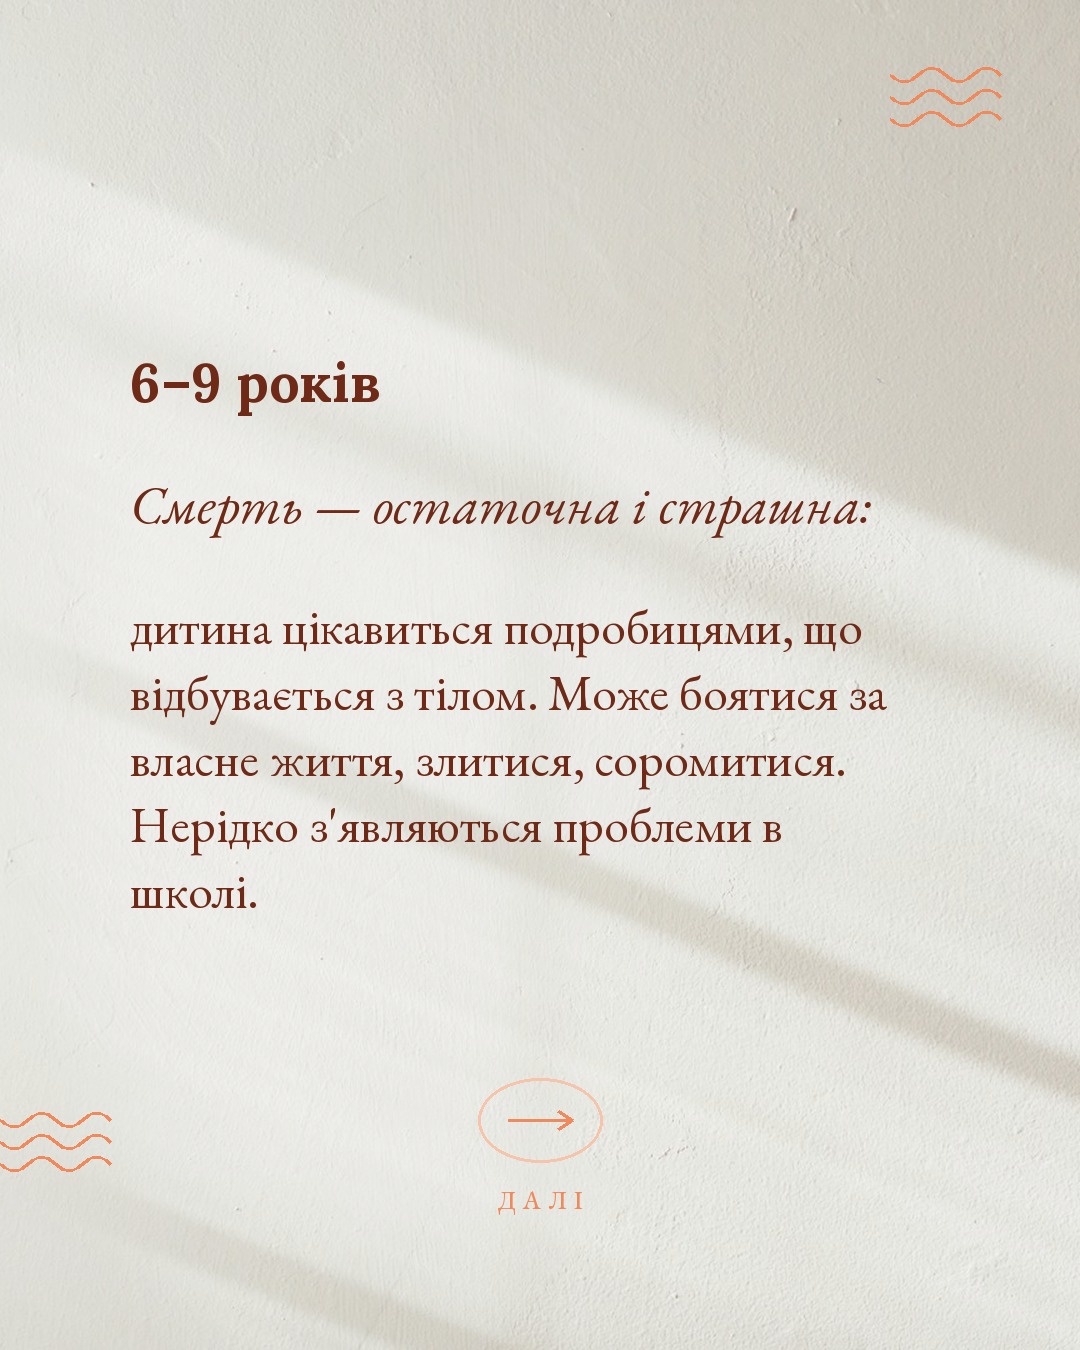 6–9 років
Смерть — остаточна і страшна:
дитина цікавиться подробицями, що
відбувається з тілом. Може боятися за
власне життя, злитися, соромитися.
Нерідко з'являються проблеми в
школі.
ДАЛІ